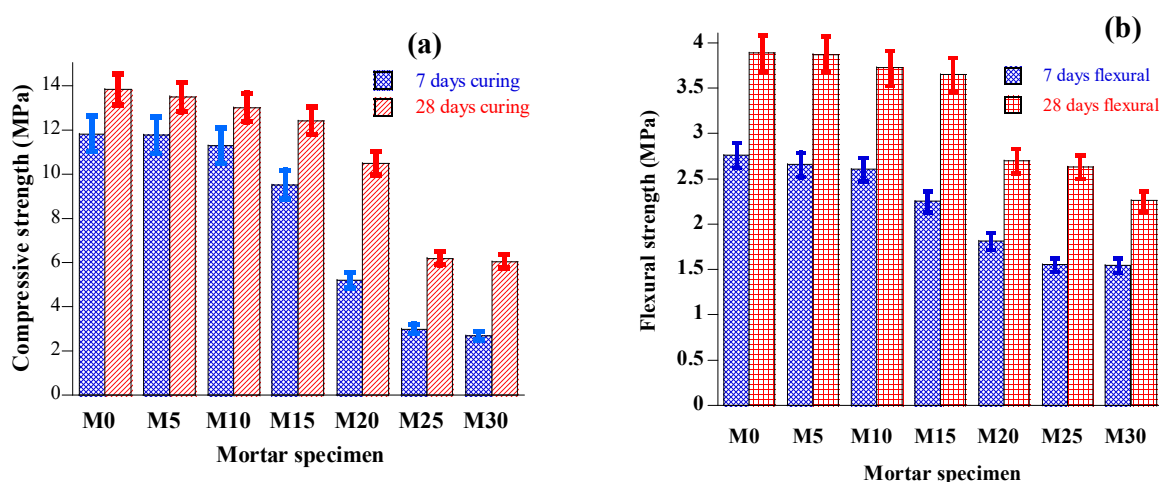 (a)
7 days curing
28 days curing
Compressive strength (MPa)
14
12
10
8
6
4
2
0
M0 M5 M10 M15 M20 M25 M30
Mortar specimen
(b)
7 days flexural
28 days flexural
Flexural strength (MPa)
4
3.5
3
2.5
2
1.5
1
0.5
0
M0 M5 M10 M15 M20 M25 M30
Mortar specimen